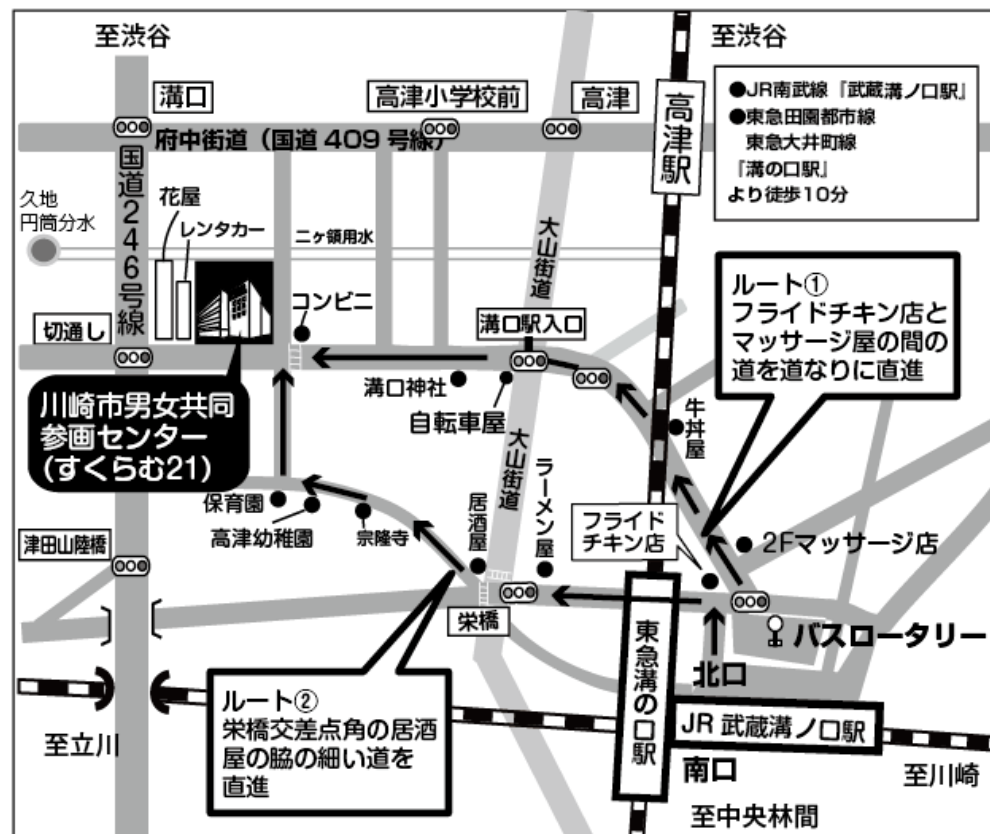 至渋谷
至渋谷
溝口
高津小学校前
高津
高津駅
●JR南武線『武蔵溝ノ口駅』
●東急田園都市線
東急大井町線
『溝の口駅』
より徒歩10分
府中街道(国道409号線)
国道246号線
久地
円筒分水
花屋
レンタカー
二ヶ領用水
大山街道
コンビニ
溝口駅入口
切通し
ルート①
フライドチキン店と
マッサージ屋の間の
道を道なりに直進
川崎市男女共同
参画センター
(すくらむ21)
溝口神社
自転車屋
牛丼屋
大山街道
保育園
高津幼稚園
宗隆寺
居酒屋
ラーメン屋
フライド
チキン店
2Fマッサージ店
津田山陸橋
栄橋
バスロータリー
北口
東急溝の口駅
JR武蔵溝ノ口駅
南口
ルート②
栄橋交差点角の居酒
屋の脇の細い道を
直進
至立川
至川崎
至中央林間